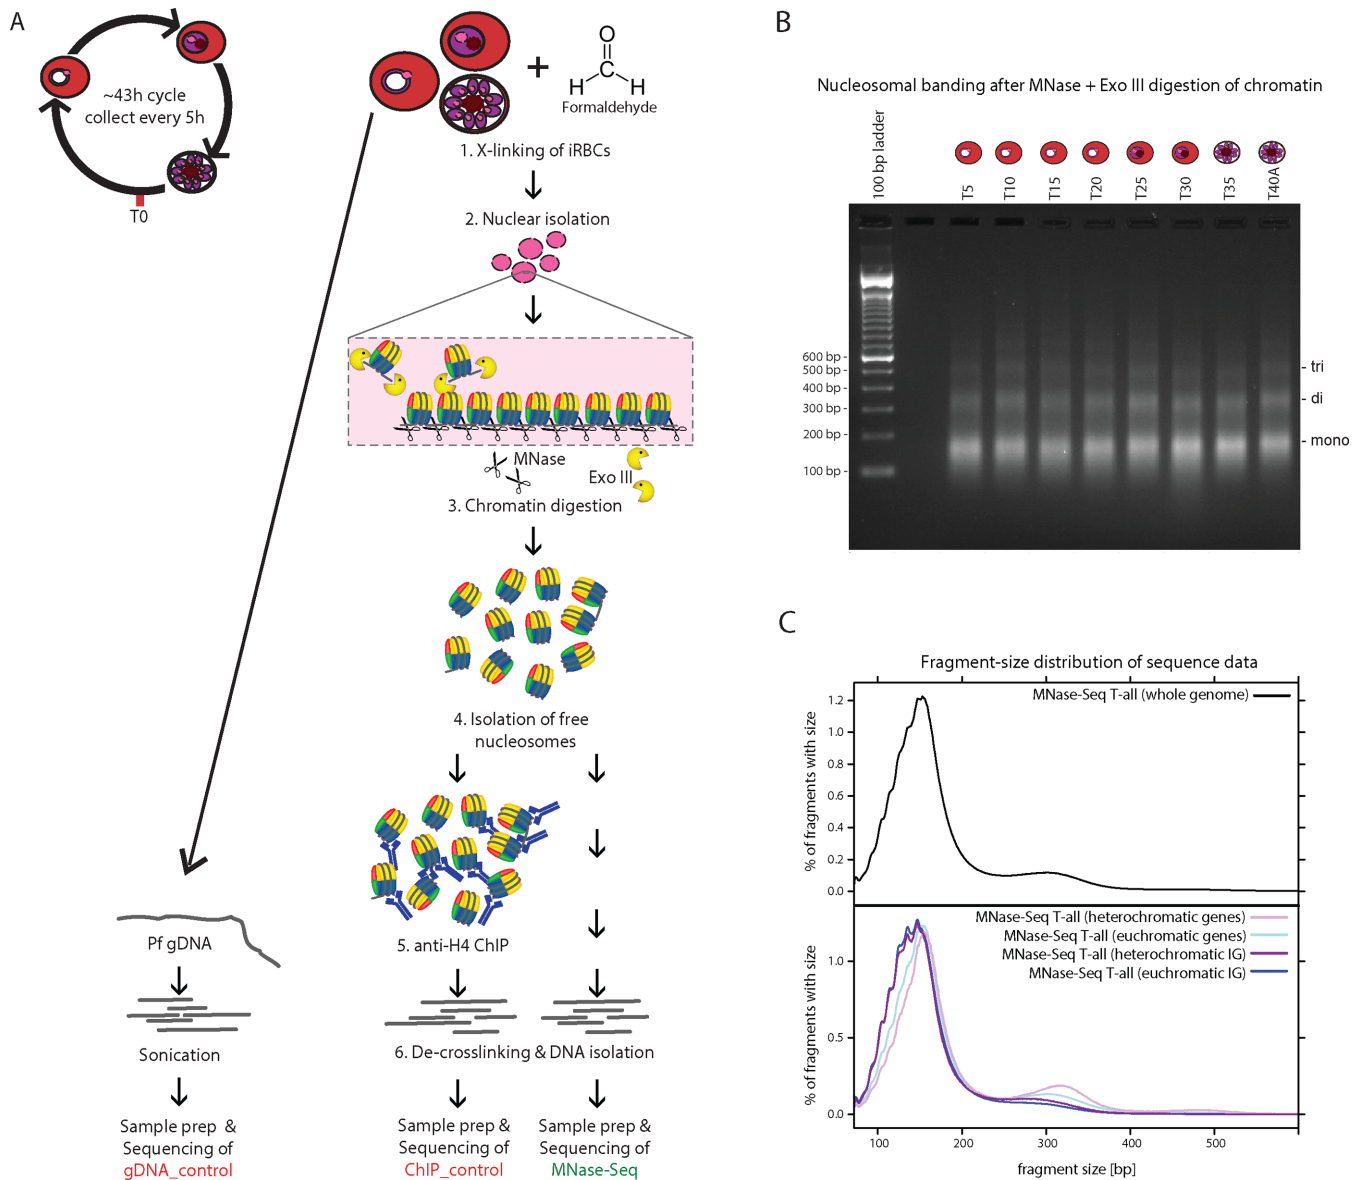 A
~43h cycle
collect every 5h
T0
+
O
C
H H
Formaldehyde
1. X-linking of iRBCs
2. Nuclear isolation
MNase
Exo III
3. Chromatin digestion
4. Isolation of free
nucleosomes
5. anti-H4 ChIP
Pf gDNA
Sonication
6. De-crosslinking & DNA isolation
Sample prep &
Sequencing of
gDNA_control
Sample prep &
Sequencing of
ChIP_control
Sample prep &
Sequencing of
MNase-Seq
B
Nucleosomal banding after MNase + Exo III digestion of chromatin
100 bp ladder
T5
T10
T15
T20
T25
T30
T35
T40A
600 bp -
500 bp -
400 bp -
300 bp -
200 bp -
100 bp -
- tri
- di
- mono
C
Fragment-size distribution of sequence data
MNase-Seq T-all (whole genome)
% of fragments with size
1.2
1.0
0.8
0.6
0.4
0.2
0.0
MNase-Seq T-all (heterochromatic genes)
MNase-Seq T-all (euchromatic genes)
MNase-Seq T-all (heterochromatic IG)
MNase-Seq T-all (euchromatic IG)
% of fragments with size
1.0
0.5
0.0
100 200 300 400 500
fragment size [bp]